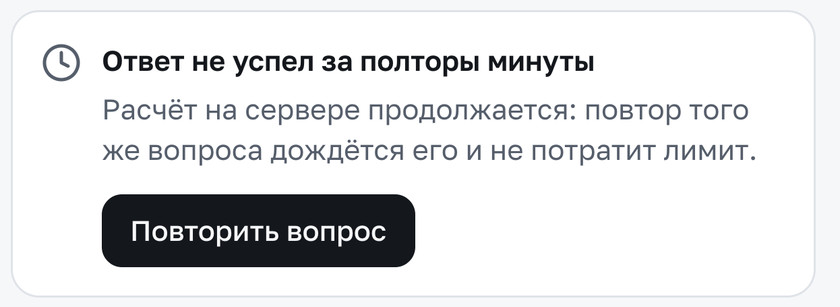 Ответ не успел за полторы минуты
Расчёт на сервере продолжается: повтор того
же вопроса дождётся его и не потратит лимит.
Повторить вопрос